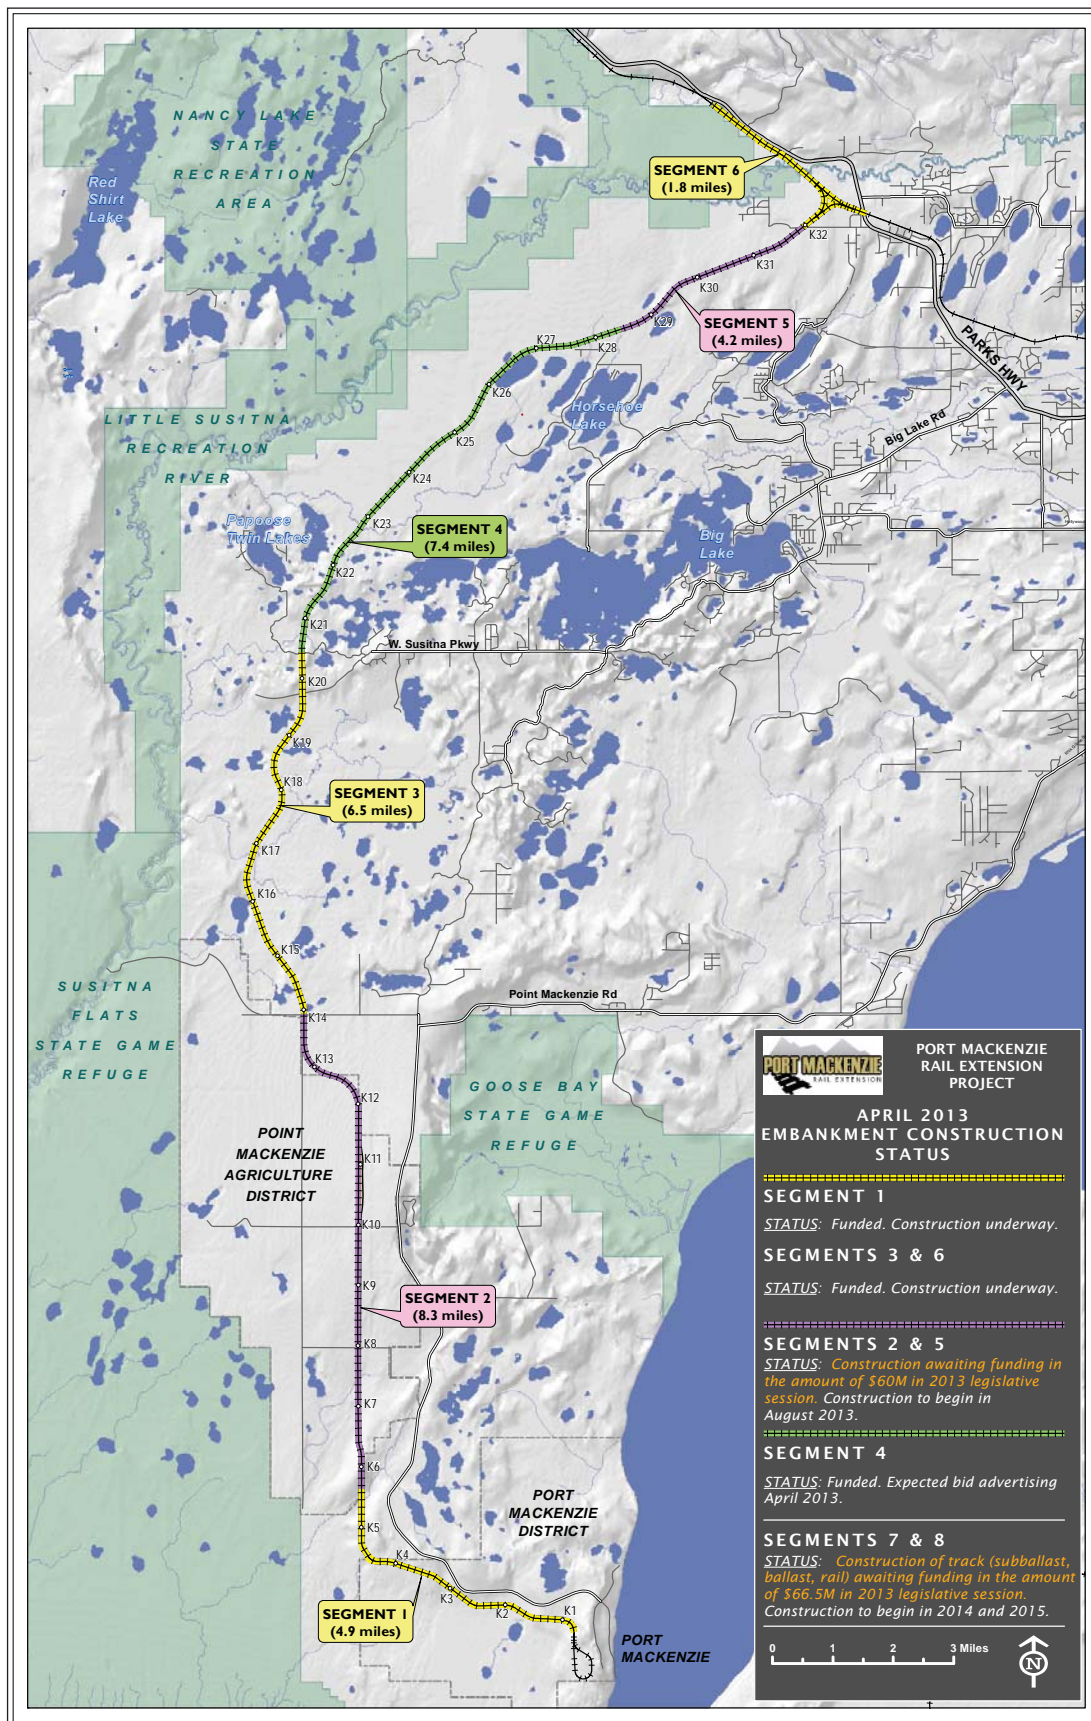 NANCY LAKE
STATE
RECREATION
AREA
Red
Shirt
Lake
SEGMENT 6
(1.8 miles)
K32
K31
K30
K29
SEGMENT 5
(4.2 miles)
K28
K27
K26
PARKS HWY
Horsehoe
Lake
Big Lake Rd
LITTLE SUSITNA
RECREATION
RIVER
K25
K24
K23
Papoose
Twin Lakes
SEGMENT 4
(7.4 miles)
Big
Lake
K22
K21
W. Susitna Pkwy
K20
K19
K18
SEGMENT 3
(6.5 miles)
K17
K16
K15
SUSITNA
FLATS
STATE GAME
REFUGE
Point Mackenzie Rd
K14
K13
K12
GOOSE BAY
STATE GAME
REFUGE
POINT
MACKENZIE
AGRICULTURE
DISTRICT
K11
K10
K9
SEGMENT 2
(8.3 miles)
K8
K7
K6
K5
PORT
MACKENZIE
DISTRICT
K4
K3
K2
K1
SEGMENT 1
(4.9 miles)
PORT
MACKENZIE
PORT MACKENZIE
RAIL EXTENSION
PORT MACKENZIE
RAIL EXTENSION
PROJECT
APRIL 2013
EMBANKMENT CONSTRUCTION
STATUS
SEGMENT 1
STATUS: Funded. Construction underway.
SEGMENTS 3 & 6
STATUS: Funded. Construction underway.
SEGMENTS 2 & 5
STATUS: Construction awaiting funding in
the amount of $60M in 2013 legislative
session. Construction to begin in
August 2013.
SEGMENT 4
STATUS: Funded. Expected bid advertising
April 2013.
SEGMENTS 7 & 8
STATUS: Construction of track (subballast,
ballast, rail) awaiting funding in the amount
of $66.5M in 2013 legislative session.
Construction to begin in 2014 and 2015.
0 1 2 3 Miles
N